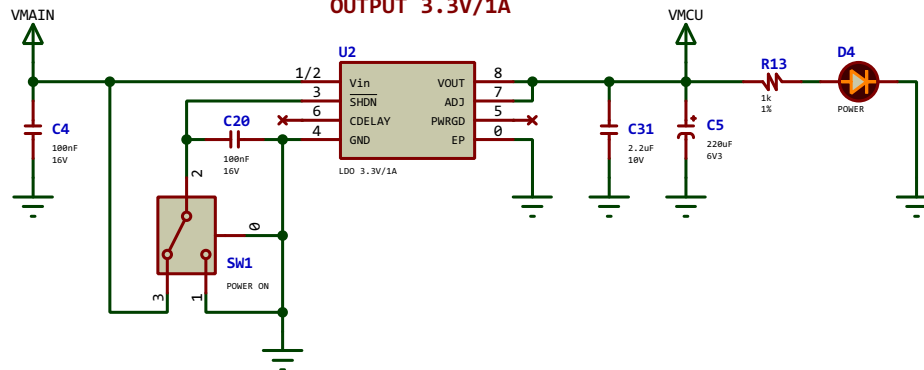 OUTPUT 3.3V/1A
VMAIN
VMCU
U2
R13
D4
1/2
Vin
VOUT
8
3
SHDN
ADJ
7
6
CDELAY
PWRGD
5
4
GND
EP
0
1k
1%
POWER
C4
100nF
16V
C20
100nF
16V
LDO 3.3V/1A
C31
2.2uF
10V
C5
220uF
6V3
2
0
SW1
POWER ON
3
1